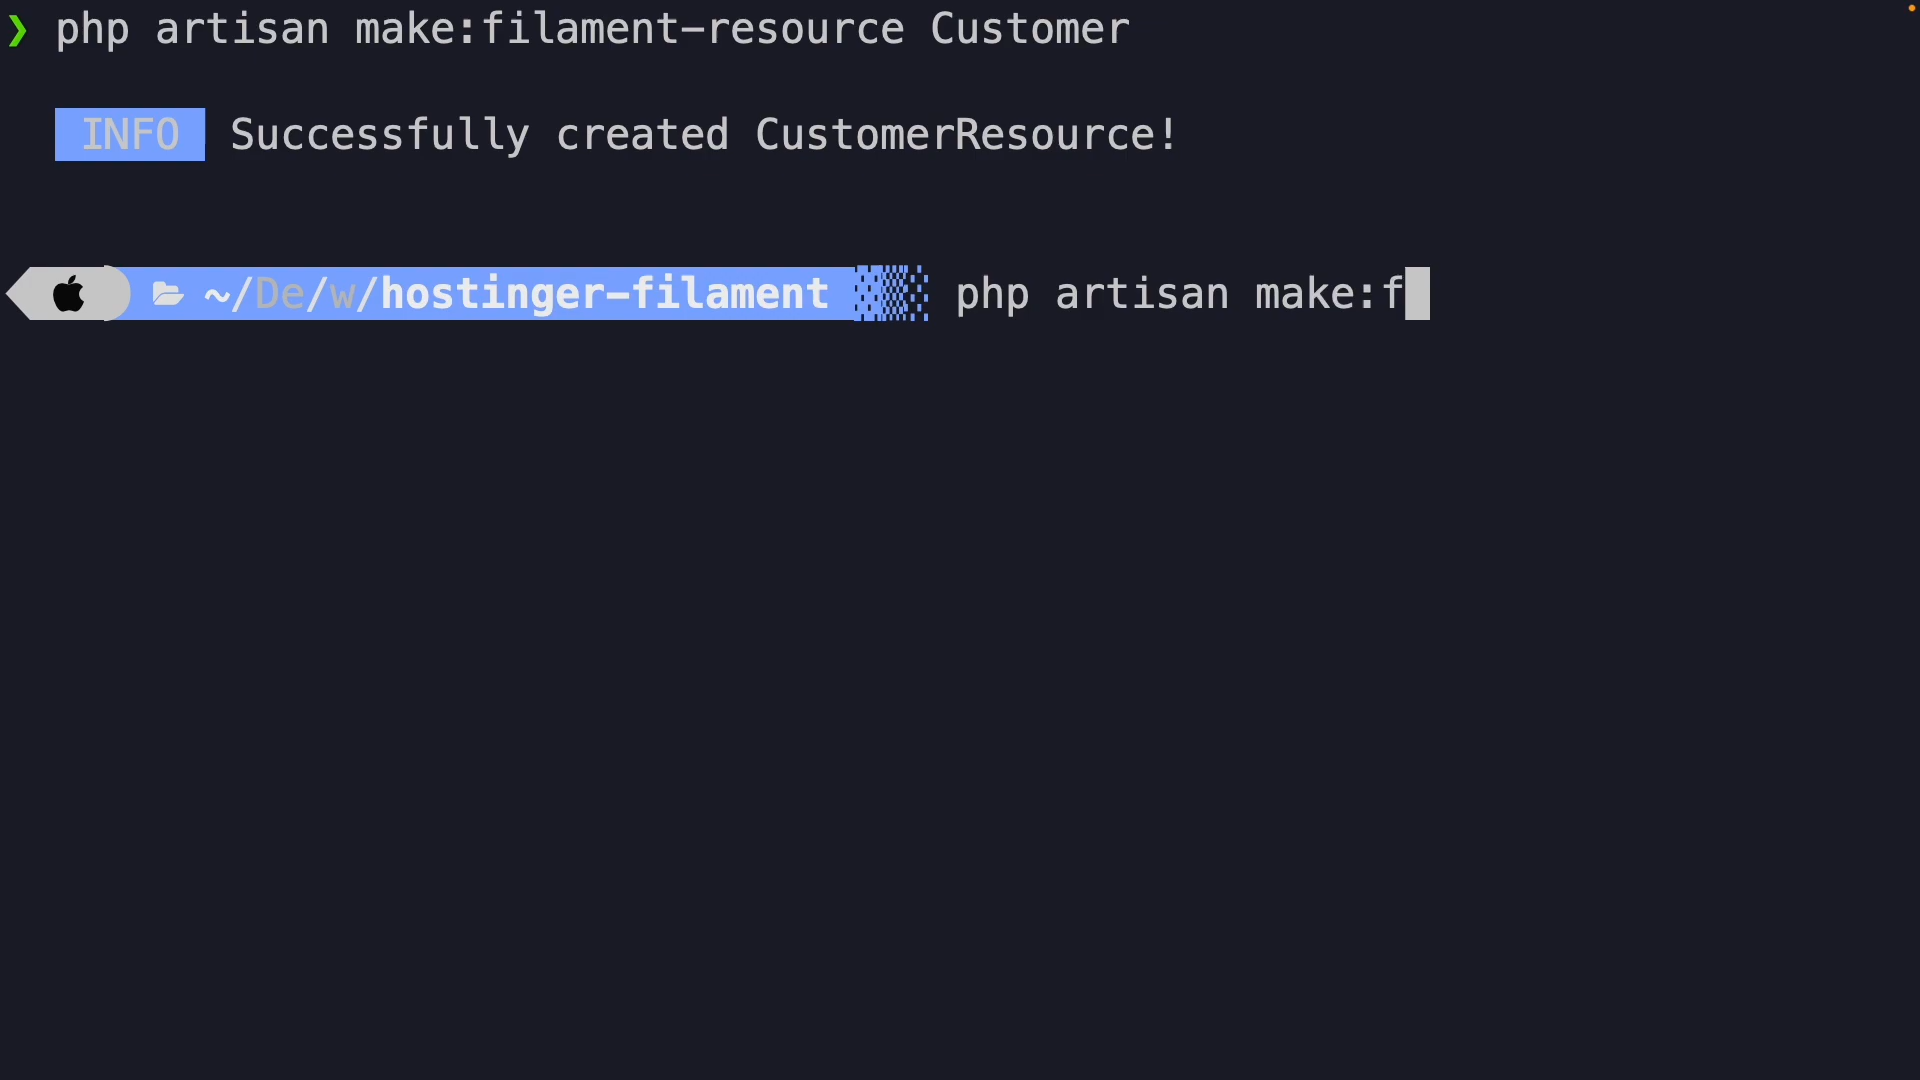 ❯ php artisan make:filament-resource Customer
INFO Successfully created CustomerResource!
~/De/w/hostinger-filament php artisan make:f